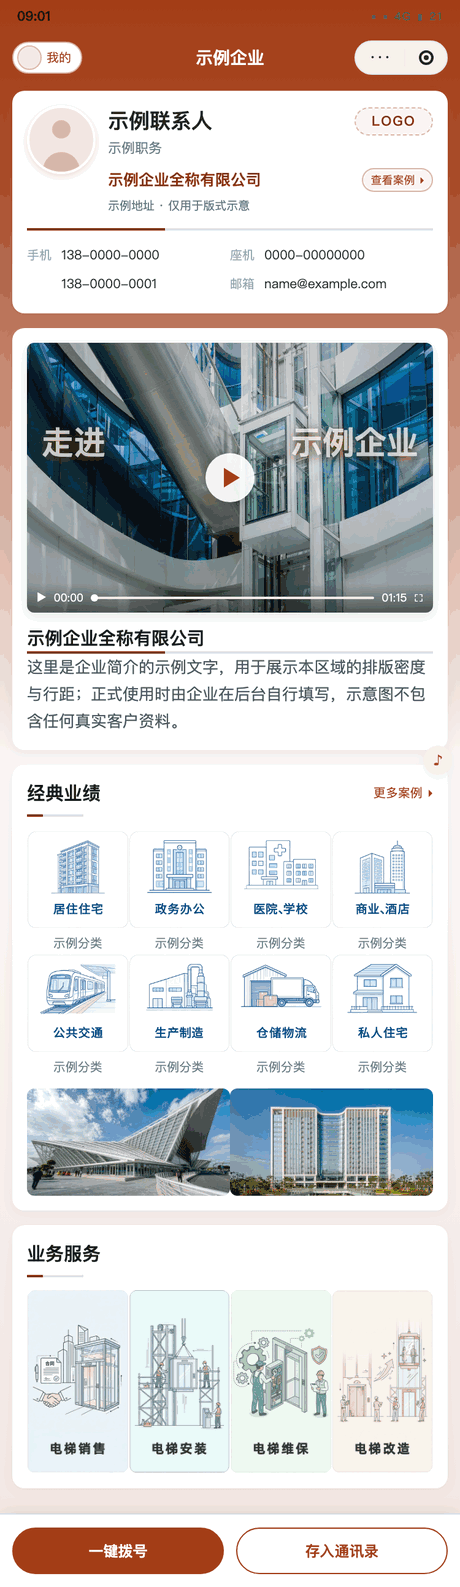 09:01
我的
示例企业
示例联系人
LOGO
示例职务
示例企业全称有限公司
查看案例
示例地址 · 仅用于版式示意
手机 138-0000-0000
座机 0000-00000000
138-0000-0001
邮箱 name@example.com
走进
示例企业
00:00
01:15
示例企业全称有限公司
这里是企业简介的示例文字，用于展示本区域的排版密度
与行距；正式使用时由企业在后台自行填写，示意图不包
含任何真实客户资料。
经典业绩
更多案例
居住住宅
政务办公
医院、学校
商业、酒店
示例分类
示例分类
示例分类
示例分类
公共交通
生产制造
仓储物流
私人住宅
示例分类
示例分类
示例分类
示例分类
业务服务
合同
电梯销售
电梯安装
电梯维保
电梯改造
一键拨号
存入通讯录